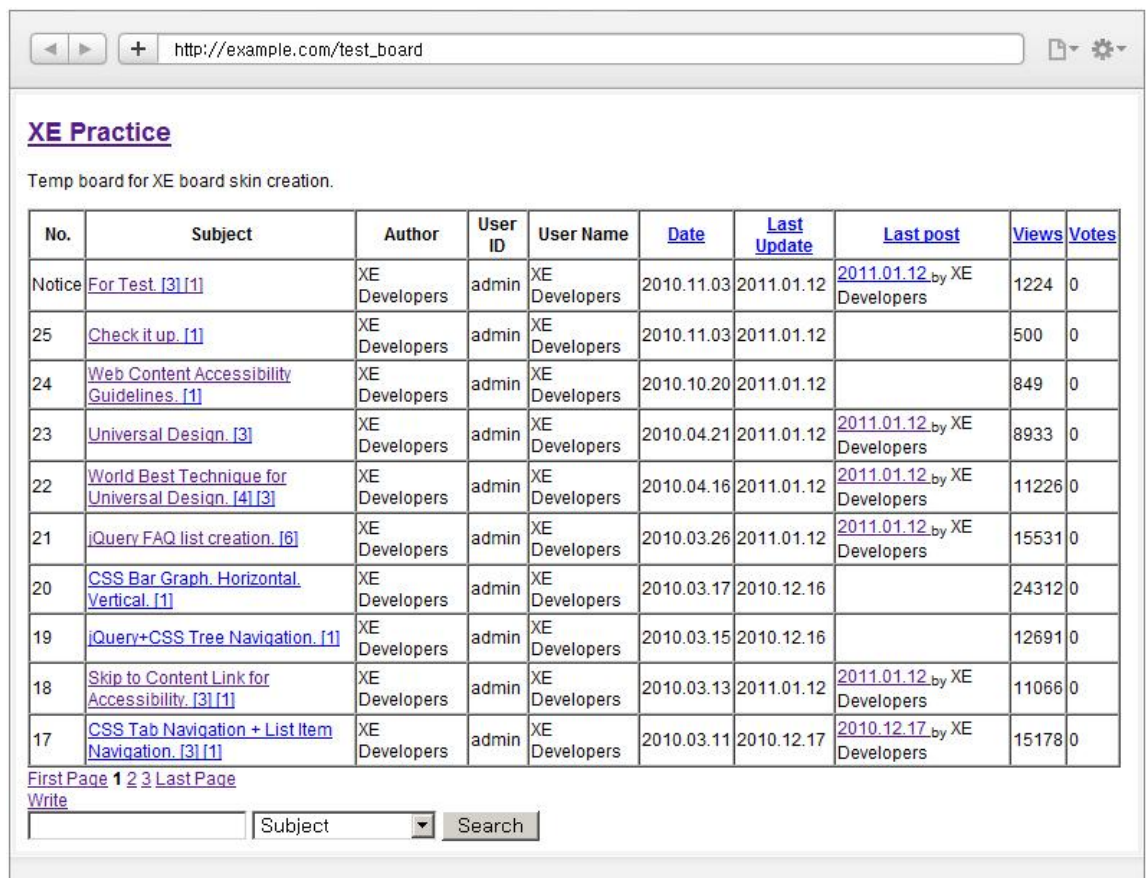 http://example.com/test_board
XE Practice
Temp board for XE board skin creation.
No. Subject Author User ID User Name Date Last Update Last post Views Votes
Notice For Test. [3] [1] XE Developers admin XE Developers 2010.11.03 2011.01.12 2011.01.12 by XE Developers 1224 0
25 Check it up. [1] XE Developers admin XE Developers 2010.11.03 2011.01.12 500 0
24 Web Content Accessibility Guidelines. [1] XE Developers admin XE Developers 2010.10.20 2011.01.12 849 0
23 Universal Design. [3] XE Developers admin XE Developers 2010.04.21 2011.01.12 2011.01.12 by XE Developers 8933 0
22 World Best Technique for Universal Design. [4] [3] XE Developers admin XE Developers 2010.04.16 2011.01.12 2011.01.12 by XE Developers 11226 0
21 jQuery FAQ list creation. [6] XE Developers admin XE Developers 2010.03.26 2011.01.12 2011.01.12 by XE Developers 15531 0
20 CSS Bar Graph. Horizontal. Vertical. [1] XE Developers admin XE Developers 2010.03.17 2010.12.16 24312 0
19 jQuery+CSS Tree Navigation. [1] XE Developers admin XE Developers 2010.03.15 2010.12.16 12691 0
18 Skip to Content Link for Accessibility. [3] [1] XE Developers admin XE Developers 2010.03.13 2011.01.12 2011.01.12 by XE Developers 11066 0
17 CSS Tab Navigation + List Item Navigation. [3] [1] XE Developers admin XE Developers 2010.03.11 2010.12.17 2010.12.17 by XE Developers 15178 0
First Page 1 2 3 Last Page
Write
Subject Search